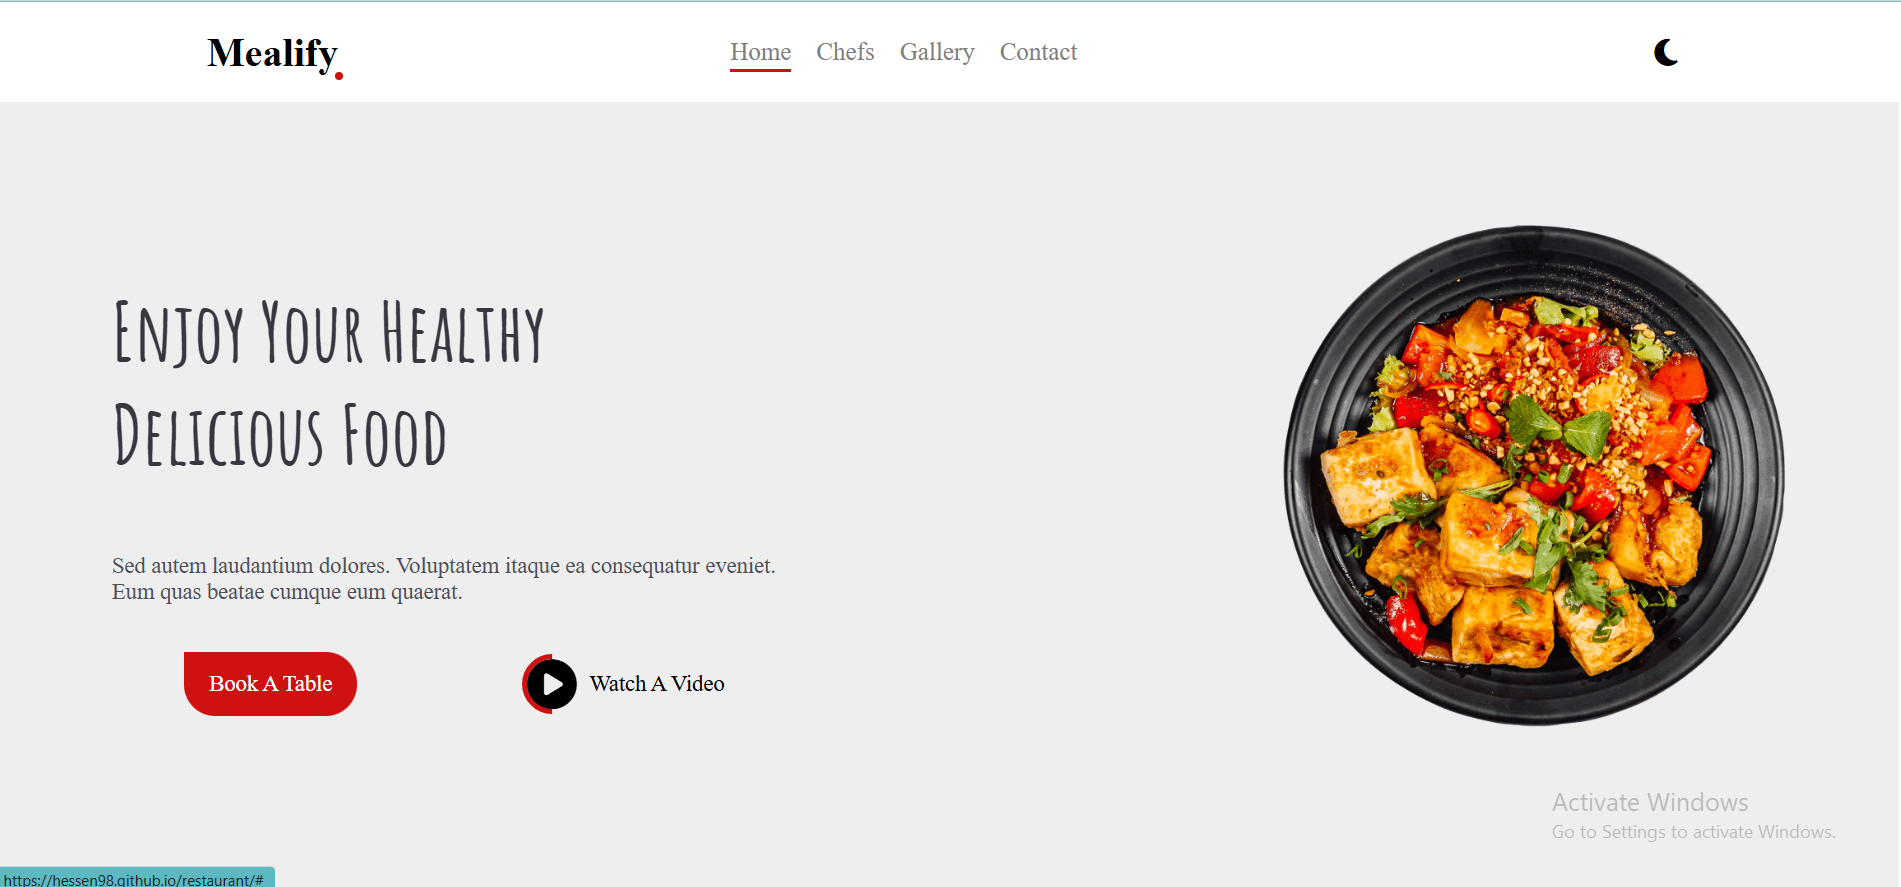 Mealify.
Home Chefs Gallery Contact
Enjoy Your Healthy
Delicious Food
Sed autem laudantium dolores. Voluptatem itaque ea consequatur eveniet.
Eum quas beatae cumque eum quaerat.
Book A Table
Watch A Video
Activate Windows
Go to Settings to activate Windows.
https://hessen98.github.io/restaurant/#